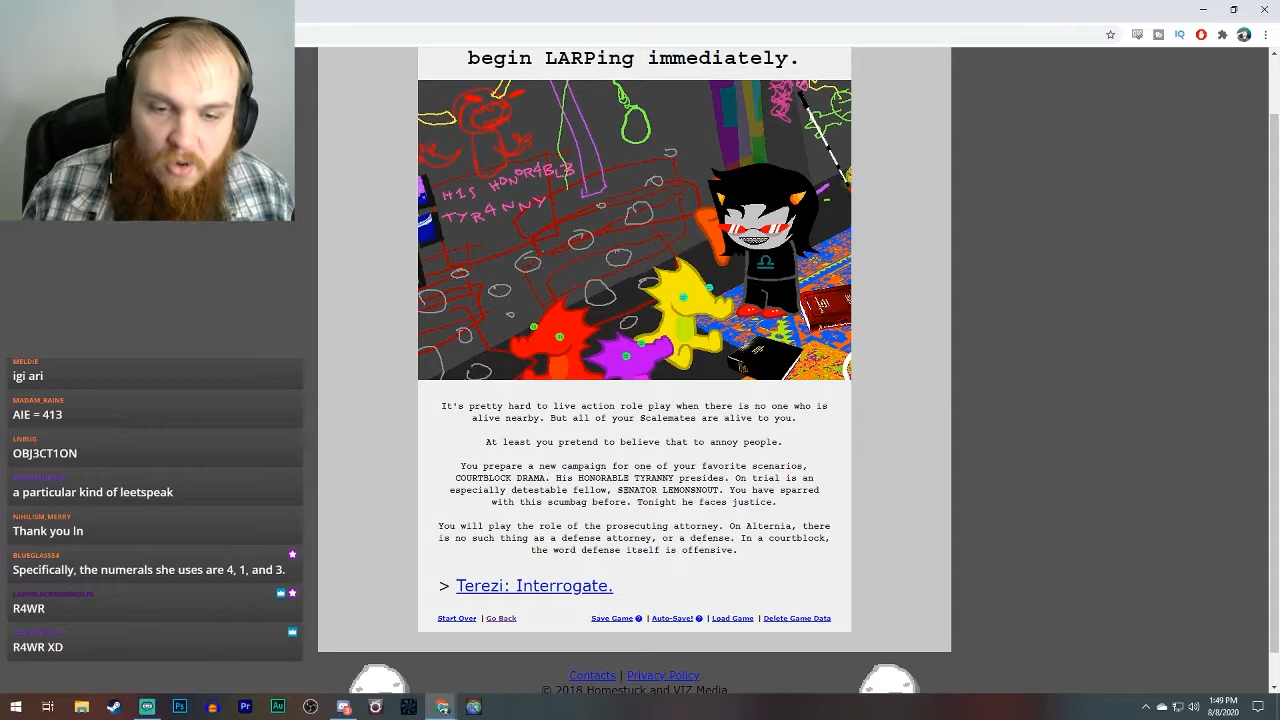 begin LARPing immediately.
H1S HONOR4BL3
TYR4NNY
It's pretty hard to live action role play when there is no one who is
alive nearby. But all of your Scalemates are alive to you.
At least you pretend to believe that to annoy people.
You prepare a new campaign for one of your favorite scenarios,
COURTBLOCK DRAMA. His HONORABLE TYRANNY presides. On trial is an
especially detestable fellow, SENATOR LEMONSNOUT. You have sparred
with this scumbag before. Tonight he faces justice.
You will play the role of the prosecuting attorney. On Alternia, there
is no such thing as a defense attorney, or a defense. In a courtblock,
the word defense itself is offensive.
> Terezi: Interrogate.
Start Over | Go Back Save Game ? | Auto-Save! ? | Load Game | Delete Game Data
Contacts | Privacy Policy
© 2018 Homestuck and VIZ Media
MELDIE
igi ari
MADAM_RAINE
AIE = 413
LNBUG
OBJ3CT1ON
a particular kind of leetspeak
NIHILISM_MERRY
Thank you ln
BLUEGLASS54
Specifically, the numerals she uses are 4, 1, and 3.
R4WR
R4WR XD
IQ
Ps
Pr
Au
1:49 PM
8/8/2020